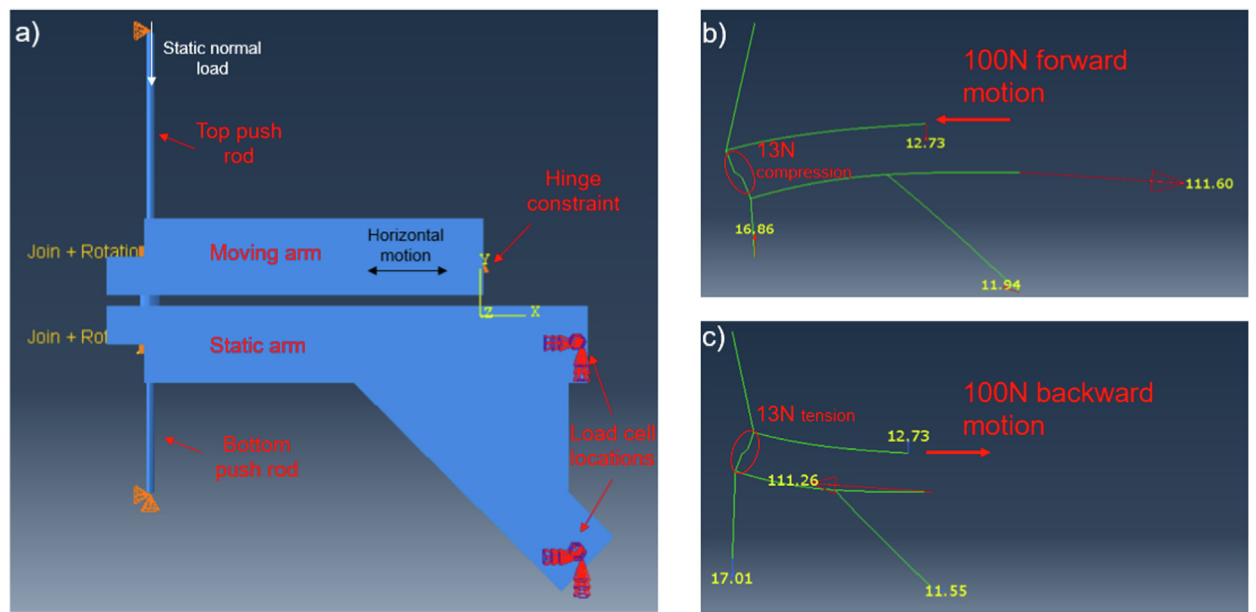 a)
Static normal
load
Top push
rod
Hinge
constraint
Join + Rotatio
Moving arm
Horizontal
motion
Y
Z
X
Join + Ro
Static arm
Load cell
locations
Bottom
push rod
b)
100N forward
motion
12.73
13N
compression
111.60
16.86
11.94
c)
100N backward
motion
13N tension
12.73
111.26
17.01
11.55